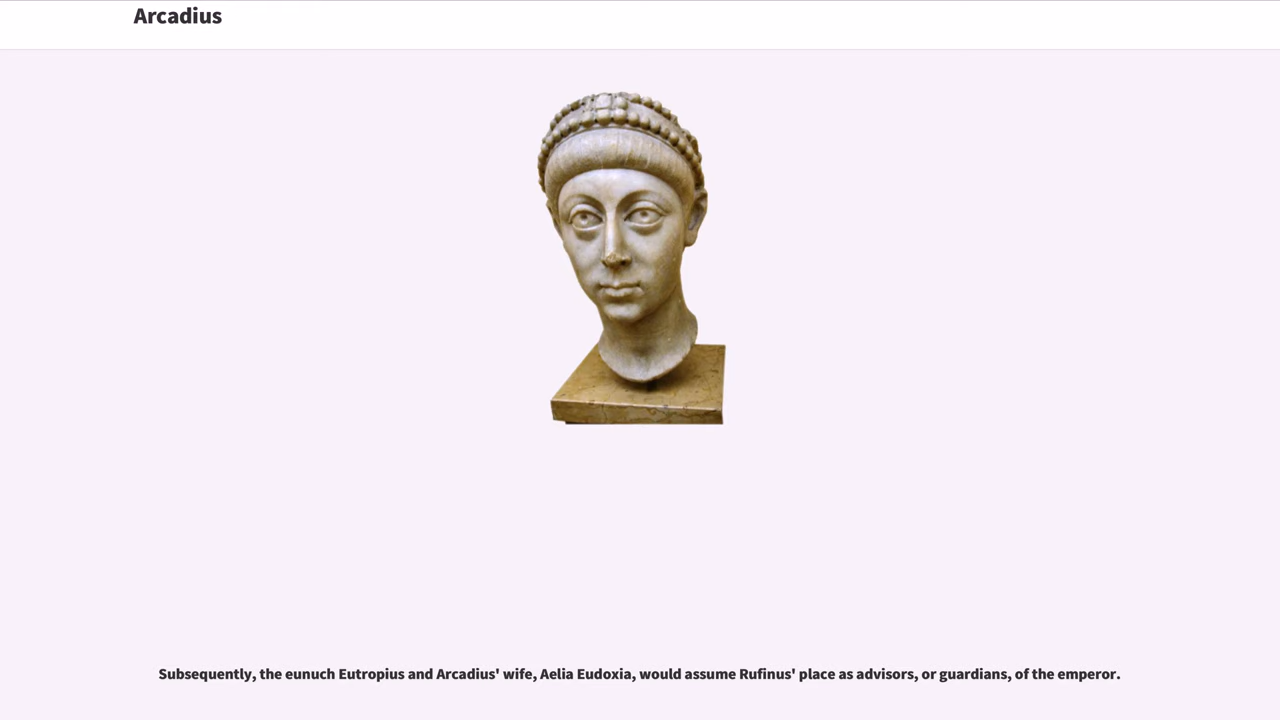 Arcadius
Subsequently, the eunuch Eutropius and Arcadius' wife, Aelia Eudoxia, would assume Rufinus' place as advisors, or guardians, of the emperor.